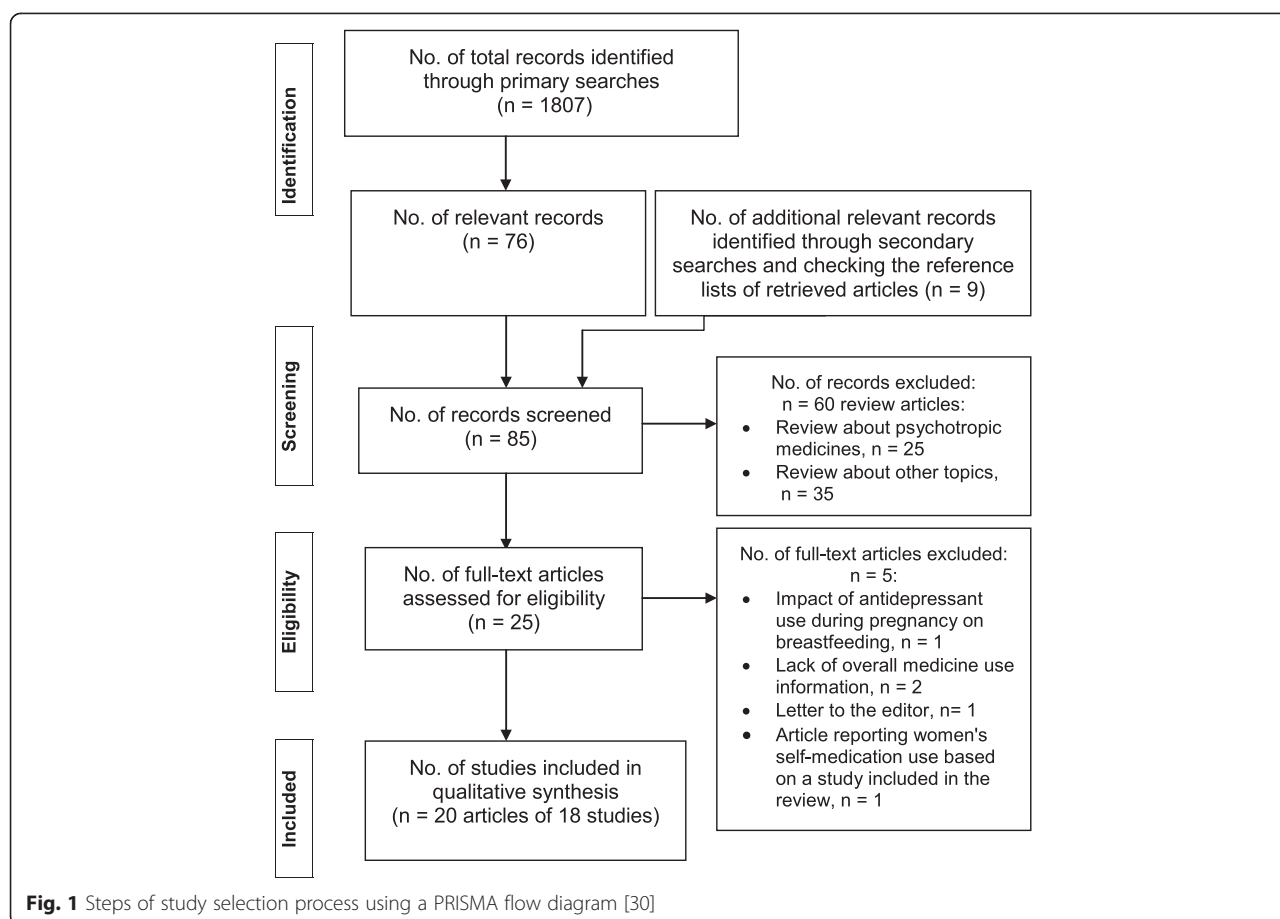 Identification
No. of total records identified
through primary searches
(n = 1807)
No. of relevant records
(n = 76)
No. of additional relevant records
identified through secondary
searches and checking the reference
lists of retrieved articles (n = 9)
Screening
No. of records screened
(n = 85)
No. of records excluded:
n = 60 review articles:
• Review about psychotropic
medicines, n = 25
• Review about other topics,
n = 35
Eligibility
No. of full-text articles
assessed for eligibility
(n = 25)
No. of full-text articles excluded:
n = 5:
• Impact of antidepressant
use during pregnancy on
breastfeeding, n = 1
• Lack of overall medicine use
information, n = 2
• Letter to the editor, n= 1
• Article reporting women's
self-medication use based
on a study included in the
review, n = 1
Included
No. of studies included in
qualitative synthesis
(n = 20 articles of 18 studies)
Fig. 1 Steps of study selection process using a PRISMA flow diagram [30]